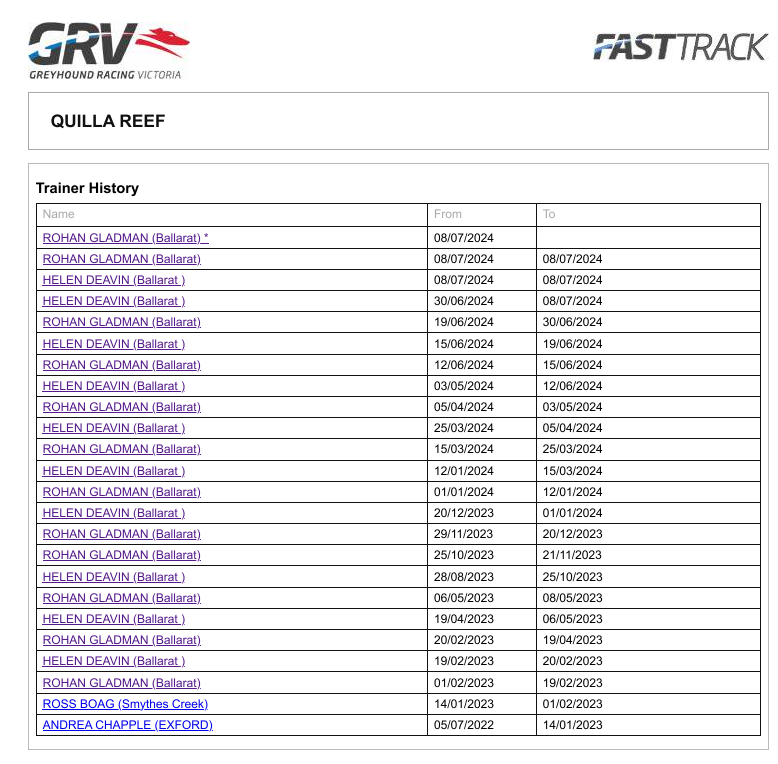 GRV FASTTRACK
GREYHOUND RACING VICTORIA
QUILLA REEF
Trainer History
Name From To
ROHAN GLADMAN (Ballarat) * 08/07/2024
ROHAN GLADMAN (Ballarat) 08/07/2024 08/07/2024
HELEN DEAVIN (Ballarat ) 08/07/2024 08/07/2024
HELEN DEAVIN (Ballarat ) 30/06/2024 08/07/2024
ROHAN GLADMAN (Ballarat) 19/06/2024 30/06/2024
HELEN DEAVIN (Ballarat ) 15/06/2024 19/06/2024
ROHAN GLADMAN (Ballarat) 12/06/2024 15/06/2024
HELEN DEAVIN (Ballarat ) 03/05/2024 12/06/2024
ROHAN GLADMAN (Ballarat) 05/04/2024 03/05/2024
HELEN DEAVIN (Ballarat ) 25/03/2024 05/04/2024
ROHAN GLADMAN (Ballarat) 15/03/2024 25/03/2024
HELEN DEAVIN (Ballarat ) 12/01/2024 15/03/2024
ROHAN GLADMAN (Ballarat) 01/01/2024 12/01/2024
HELEN DEAVIN (Ballarat ) 20/12/2023 01/01/2024
ROHAN GLADMAN (Ballarat) 29/11/2023 20/12/2023
ROHAN GLADMAN (Ballarat) 25/10/2023 21/11/2023
HELEN DEAVIN (Ballarat ) 28/08/2023 25/10/2023
ROHAN GLADMAN (Ballarat) 06/05/2023 08/05/2023
HELEN DEAVIN (Ballarat ) 19/04/2023 06/05/2023
ROHAN GLADMAN (Ballarat) 20/02/2023 19/04/2023
HELEN DEAVIN (Ballarat ) 19/02/2023 20/02/2023
ROHAN GLADMAN (Ballarat) 01/02/2023 19/02/2023
ROSS BOAG (Smythes Creek) 14/01/2023 01/02/2023
ANDREA CHAPPLE (EXFORD) 05/07/2022 14/01/2023